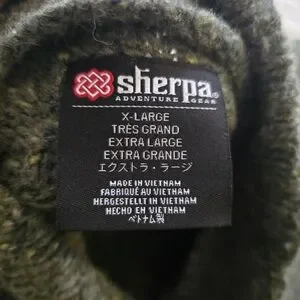 sherpa®
ADVENTURE GEAR
X-LARGE
TRÈS GRAND
EXTRA LARGE
EXTRA GRANDE
エクストラ・ラージ
MADE IN VIETNAM
FABRIQUÉ AU VIETNAM
HERGESTELLT IN VIETNAM
HECHO EN VIETNAM
ベトナム製